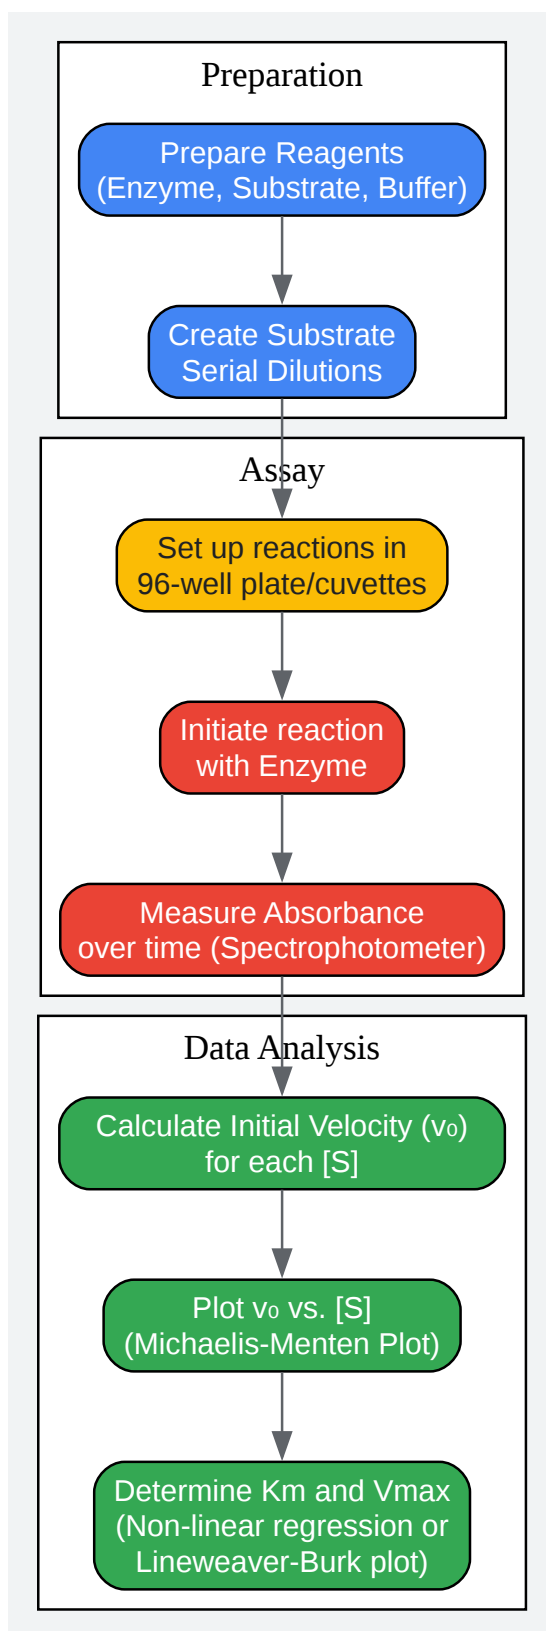 Preparation
Prepare Reagents
(Enzyme, Substrate, Buffer)
Create Substrate
Serial Dilutions
Assay
Set up reactions in
96-well plate/cuvettes
Initiate reaction
with Enzyme
Measure Absorbance
over time (Spectrophotometer)
Data Analysis
Calculate Initial Velocity (v₀)
for each [S]
Plot v₀ vs. [S]
(Michaelis-Menten Plot)
Determine Km and Vmax
(Non-linear regression or
Lineweaver-Burk plot)